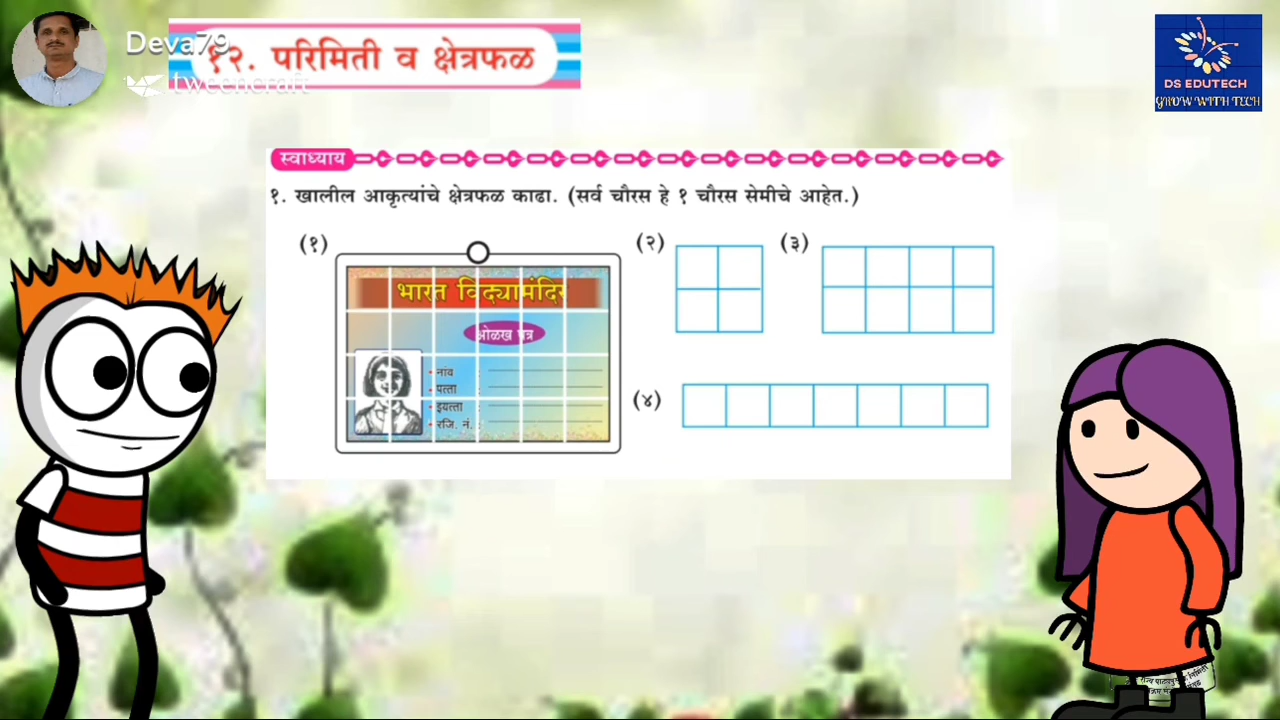 Deva79
tweencraft
१२. परिमिती व क्षेत्रफळ
DS EDUTECH
GROW WITH TECH
स्वाध्याय
१. खालील आकृत्यांचे क्षेत्रफळ काढा. (सर्व चौरस हे १ चौरस सेमीचे आहेत.)
(१)
भारत विद्यामंदिर
ओळख पत्र
• नांव :
• पत्ता :
• इयत्ता :
• रजि. नं. :
(२)
(३)
(४)